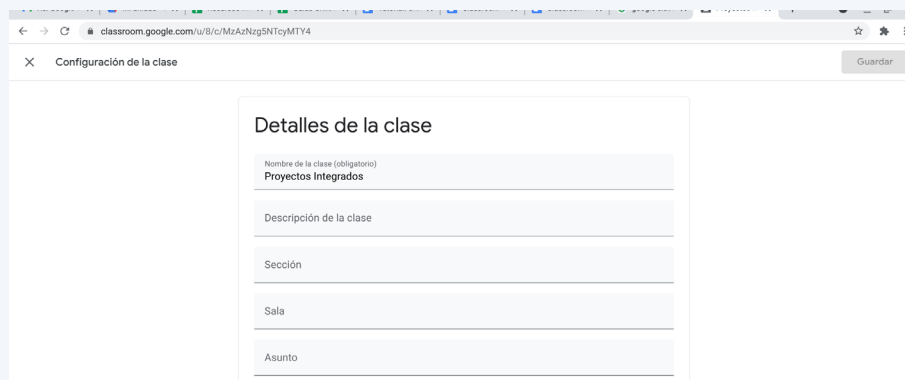 classroom.google.com/u/8/c/MzAzNzg5NTcyMTY4
Configuración de la clase
Guardar
Detalles de la clase
Nombre de la clase (obligatorio)
Proyectos Integrados
Descripción de la clase
Sección
Sala
Asunto